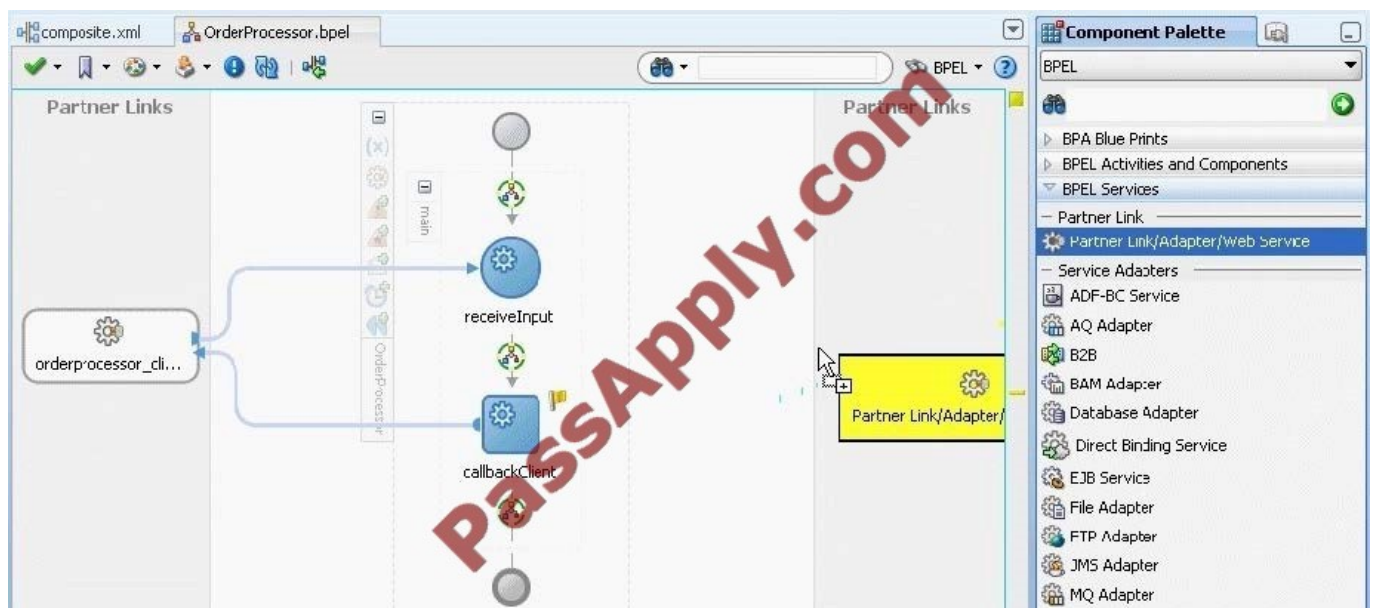 composite.xml
OrderProcessor.bpel
Component Palette
BPEL
BPEL
Partner Links
Partner Links
main
OrderProcessor
receiveInput
orderprocessor_cli...
callbackClient
Partner Link/Adapter/
BPA Blue Prints
BPEL Activities and Components
BPEL Services
Partner Link
Partner Link/Adapter/Web Service
Service Adapters
ADF-BC Service
AQ Adapter
B2B
BAM Adapter
Database Adapter
Direct Binding Service
EJB Service
File Adapter
FTP Adapter
JMS Adapter
MQ Adapter
PassApply.com